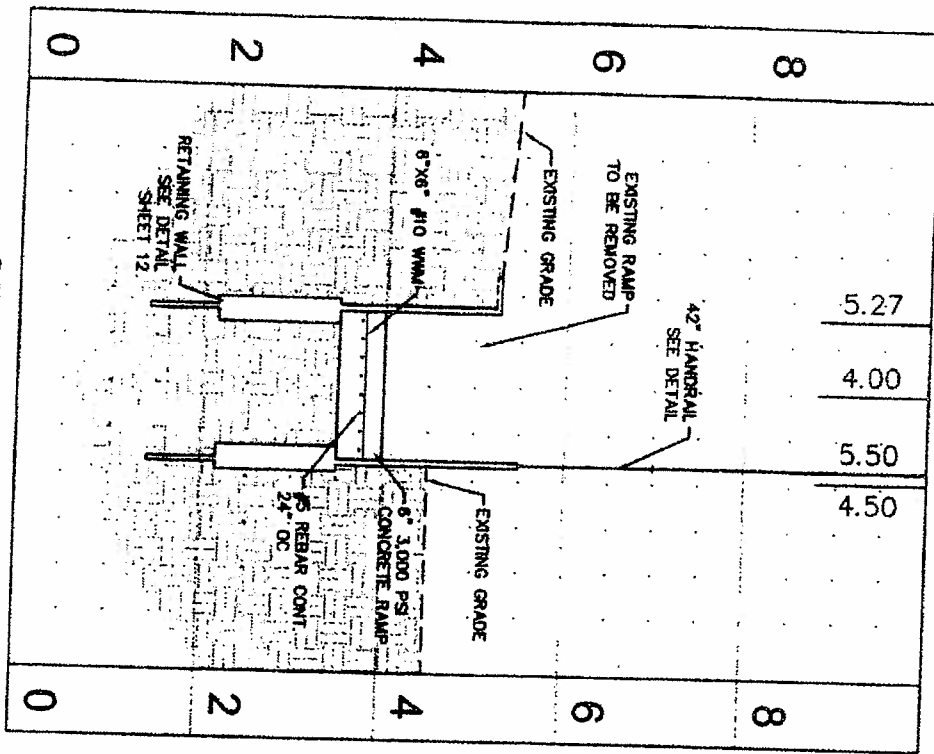 0
2
4
6
8
5.27
4.00
5.50
4.50
42" HANDRAIL
SEE DETAIL
EXISTING RAMP
TO BE REMOVED
EXISTING GRADE
6"X6" #10 WWM
RETAINING WALL
SEE DETAIL
SHEET 12
EXISTING GRADE
6" 3,000 PSI
CONCRETE RAMP
#5 REBAR CONT.
24" OC
0
2
4
6
8